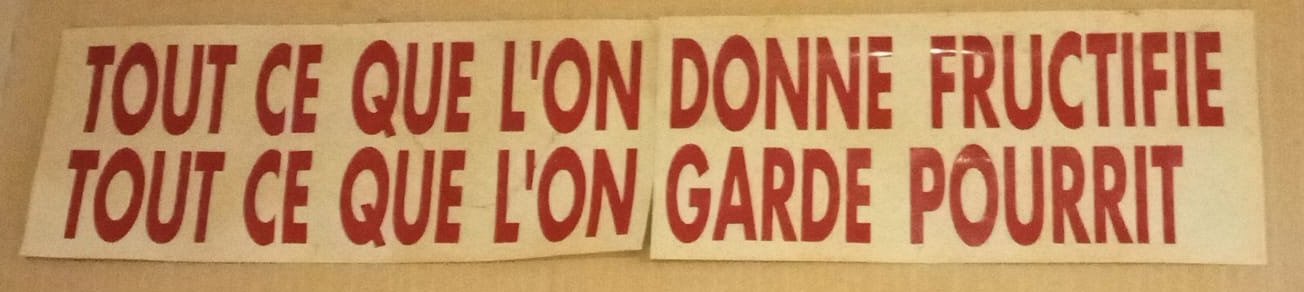 TOUT CE QUE L'ON DONNE FRUCTIFIE
TOUT CE QUE L'ON GARDE POURRIT